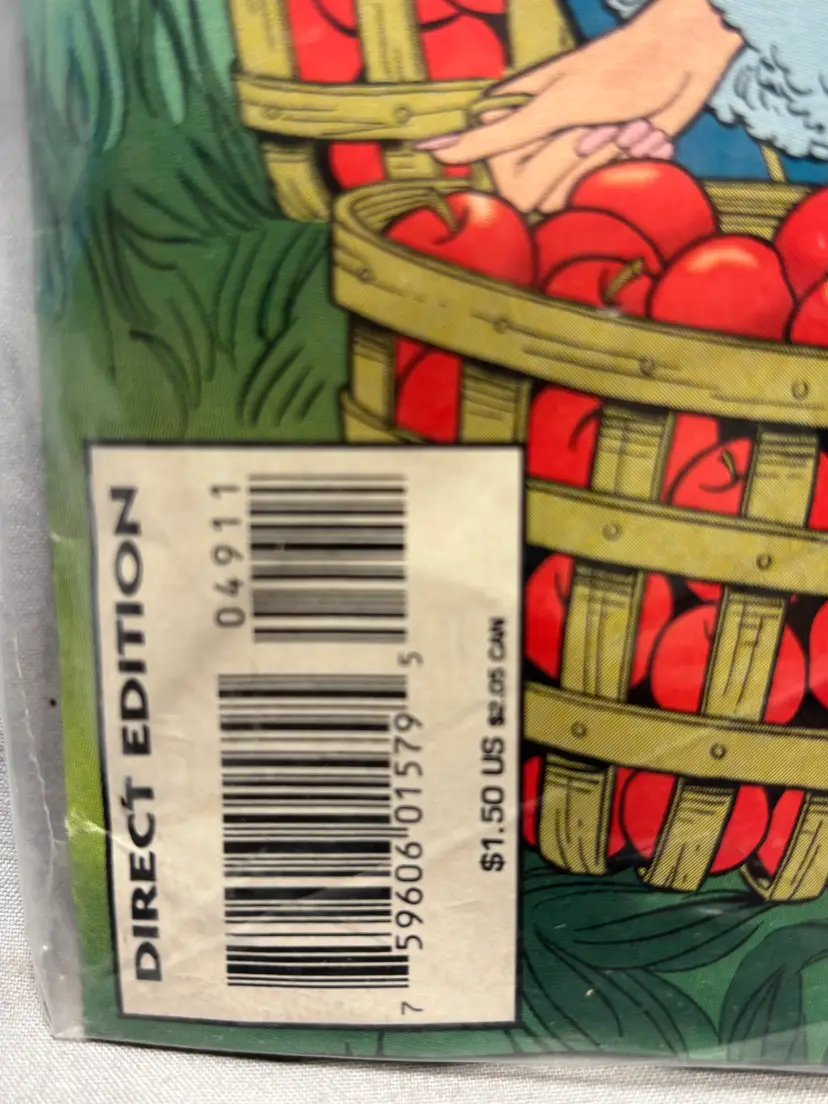 DIRECT EDITION
04911
7 59606 01579 5
$1.50 US $2.05 CAN